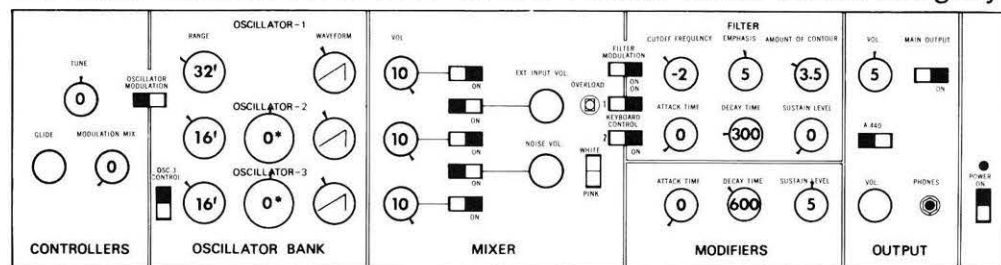 TUNE
0
OSCILLATOR MODULATION
GLIDE
MODULATION MIX
0
CONTROLLERS
OSCILLATOR-1
RANGE
WAVEFORM
32'
OSCILLATOR-2
16'
0*
OSC. 3 CONTROL
OSCILLATOR-3
16'
0*
OSCILLATOR BANK
VOL
10
ON
EXT INPUT VOL.
OVERLOAD
ON
10
ON
NOISE VOL.
WHITE
ON
PINK
10
ON
MIXER
FILTER
FILTER MODULATION
ON
ON
1
KEYBOARD CONTROL
2
ON
CUTOFF FREQUENCY
EMPHASIS
AMOUNT OF CONTOUR
-2
5
3.5
ATTACK TIME
DECAY TIME
SUSTAIN LEVEL
0
300
0
ATTACK TIME
DECAY TIME
SUSTAIN LEVEL
0
600
5
MODIFIERS
VOL.
MAIN OUTPUT
5
ON
A 440
VOL.
PHONES
OUTPUT
POWER ON